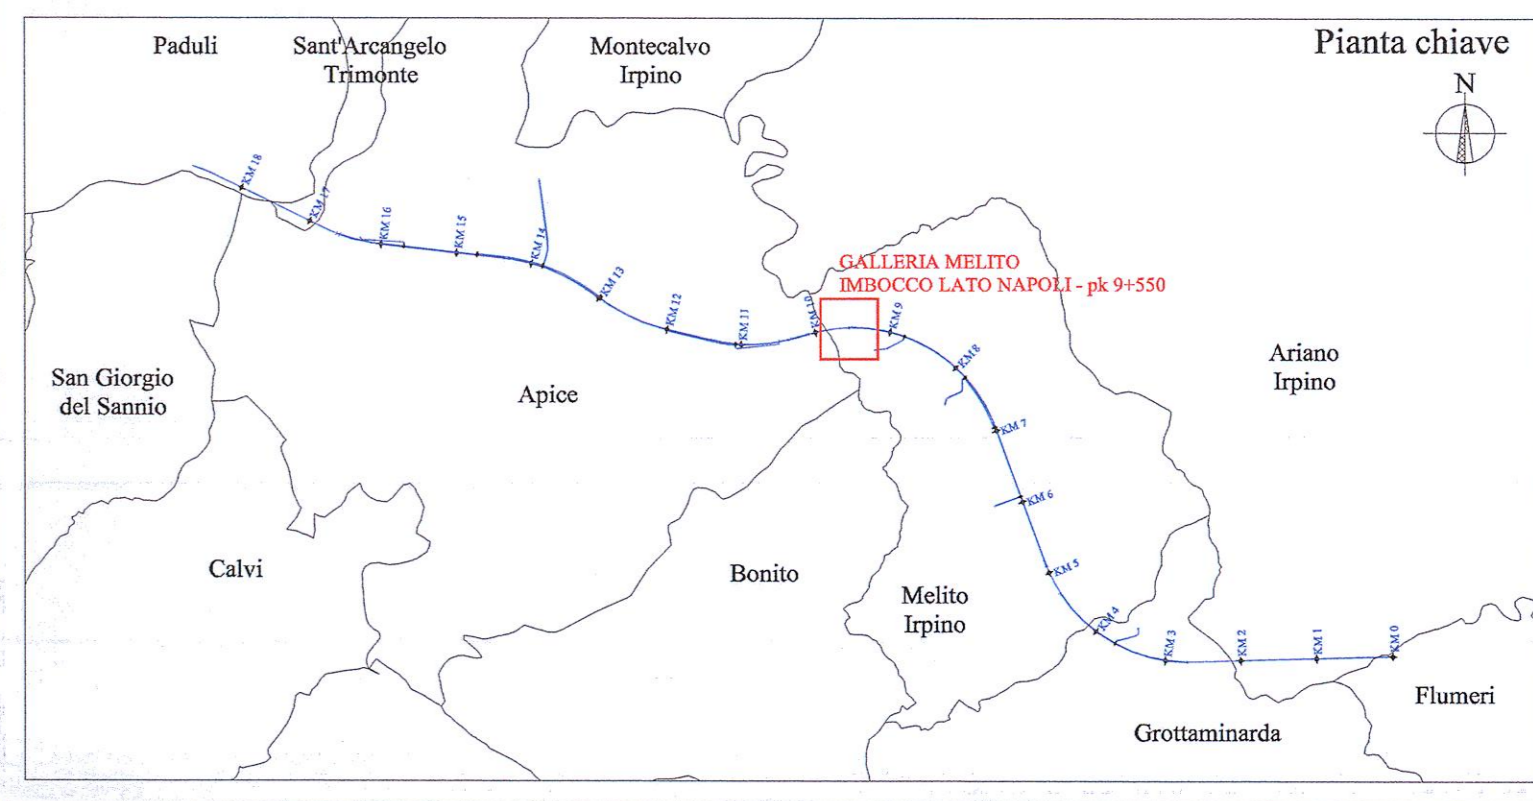 Paduli
Sant'Arcangelo
Trimonte
Montecalvo
Irpino
Pianta chiave
N
KM 18
KM 17
KM 16
KM 15
KM 14
KM 13
KM 12
KM 11
KM 10
GALLERIA MELITO
IMBOCCO LATO NAPOLI - pk 9+550
KM 9
KM 8
KM 7
KM 6
KM 5
KM 4
KM 3
KM 2
KM 1
KM 0
San Giorgio
del Sannio
Apice
Ariano
Irpino
Calvi
Bonito
Melito
Irpino
Flumeri
Grottaminarda